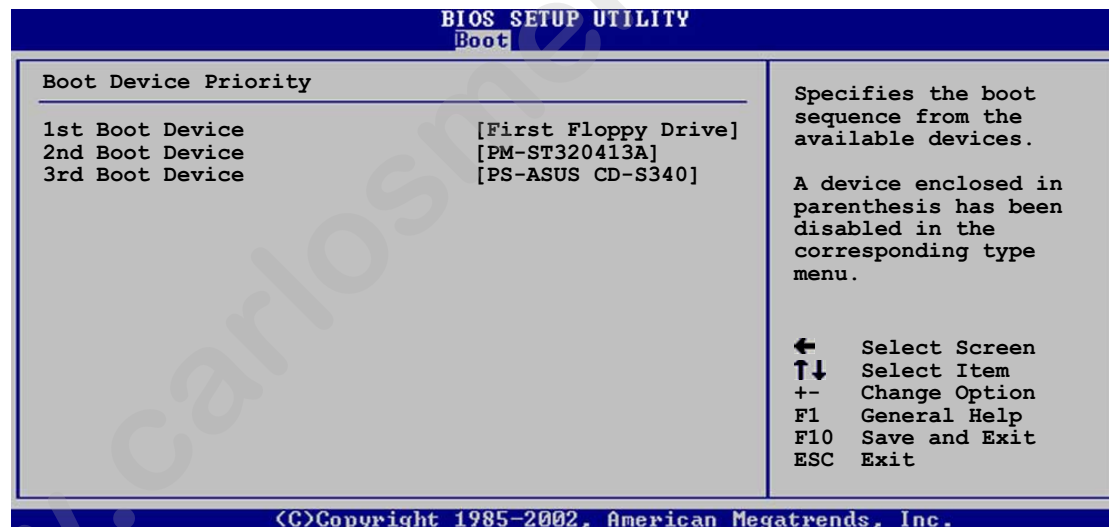 BIOS SETUP UTILITY
Boot
Boot Device Priority
1st Boot Device [First Floppy Drive]
2nd Boot Device [PM-ST320413A]
3rd Boot Device [PS-ASUS CD-S340]
Specifies the boot
sequence from the
available devices.
A device enclosed in
parenthesis has been
disabled in the
corresponding type
menu.
← Select Screen
↑↓ Select Item
+- Change Option
F1 General Help
F10 Save and Exit
ESC Exit
(C)Copyright 1985-2002, American Megatrends, Inc.